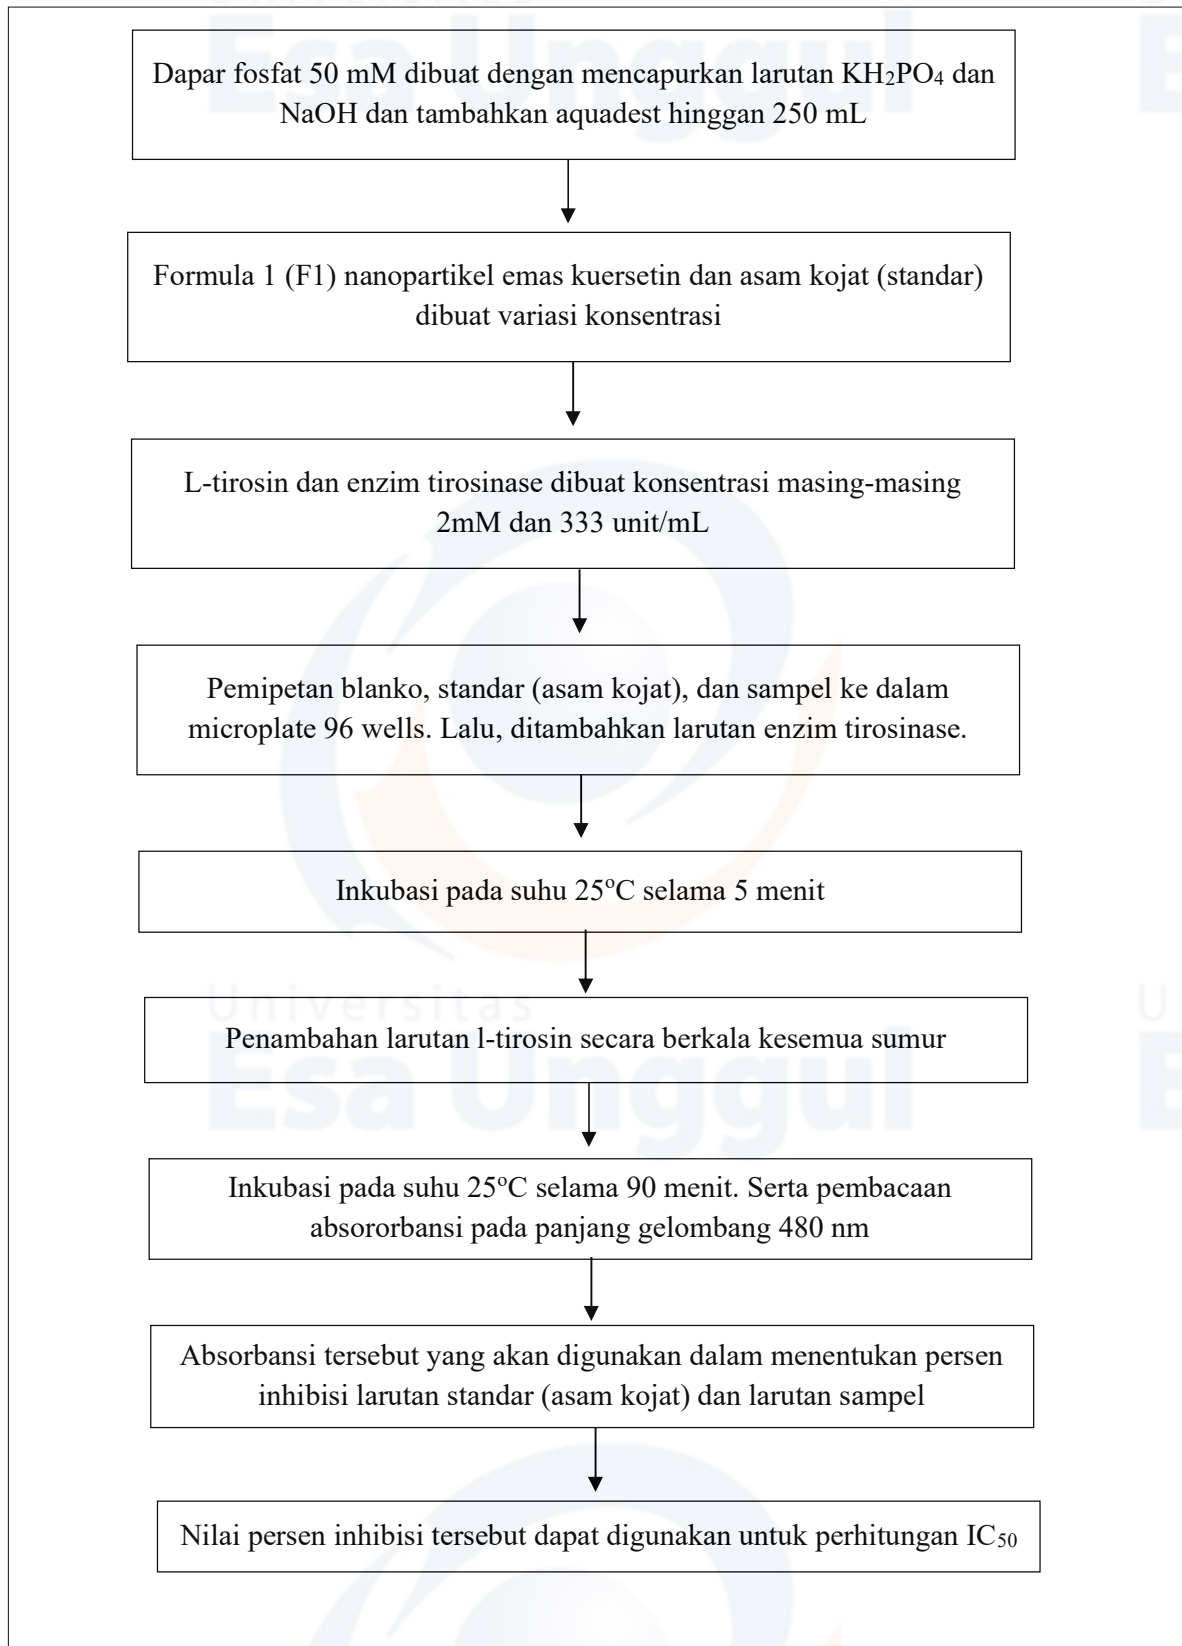 Dapar fosfat 50 mM dibuat dengan mencapurkan larutan KH₂PO₄ dan
NaOH dan tambahkan aquadest hinggan 250 mL
Formula 1 (F1) nanopartikel emas kuersetin dan asam kojat (standar)
dibuat variasi konsentrasi
L-tirosin dan enzim tirosinase dibuat konsentrasi masing-masing
2mM dan 333 unit/mL
Pemipetan blanko, standar (asam kojat), dan sampel ke dalam
microplate 96 wells. Lalu, ditambahkan larutan enzim tirosinase.
Inkubasi pada suhu 25°C selama 5 menit
Universitas
Esa Unggul
Penambahan larutan l-tirosin secara berkala kesemua sumur
Inkubasi pada suhu 25°C selama 90 menit. Serta pembacaan
absororbansi pada panjang gelombang 480 nm
Absorbansi tersebut yang akan digunakan dalam menentukan persen
inhibisi larutan standar (asam kojat) dan larutan sampel
Nilai persen inhibisi tersebut dapat digunakan untuk perhitungan IC₅₀